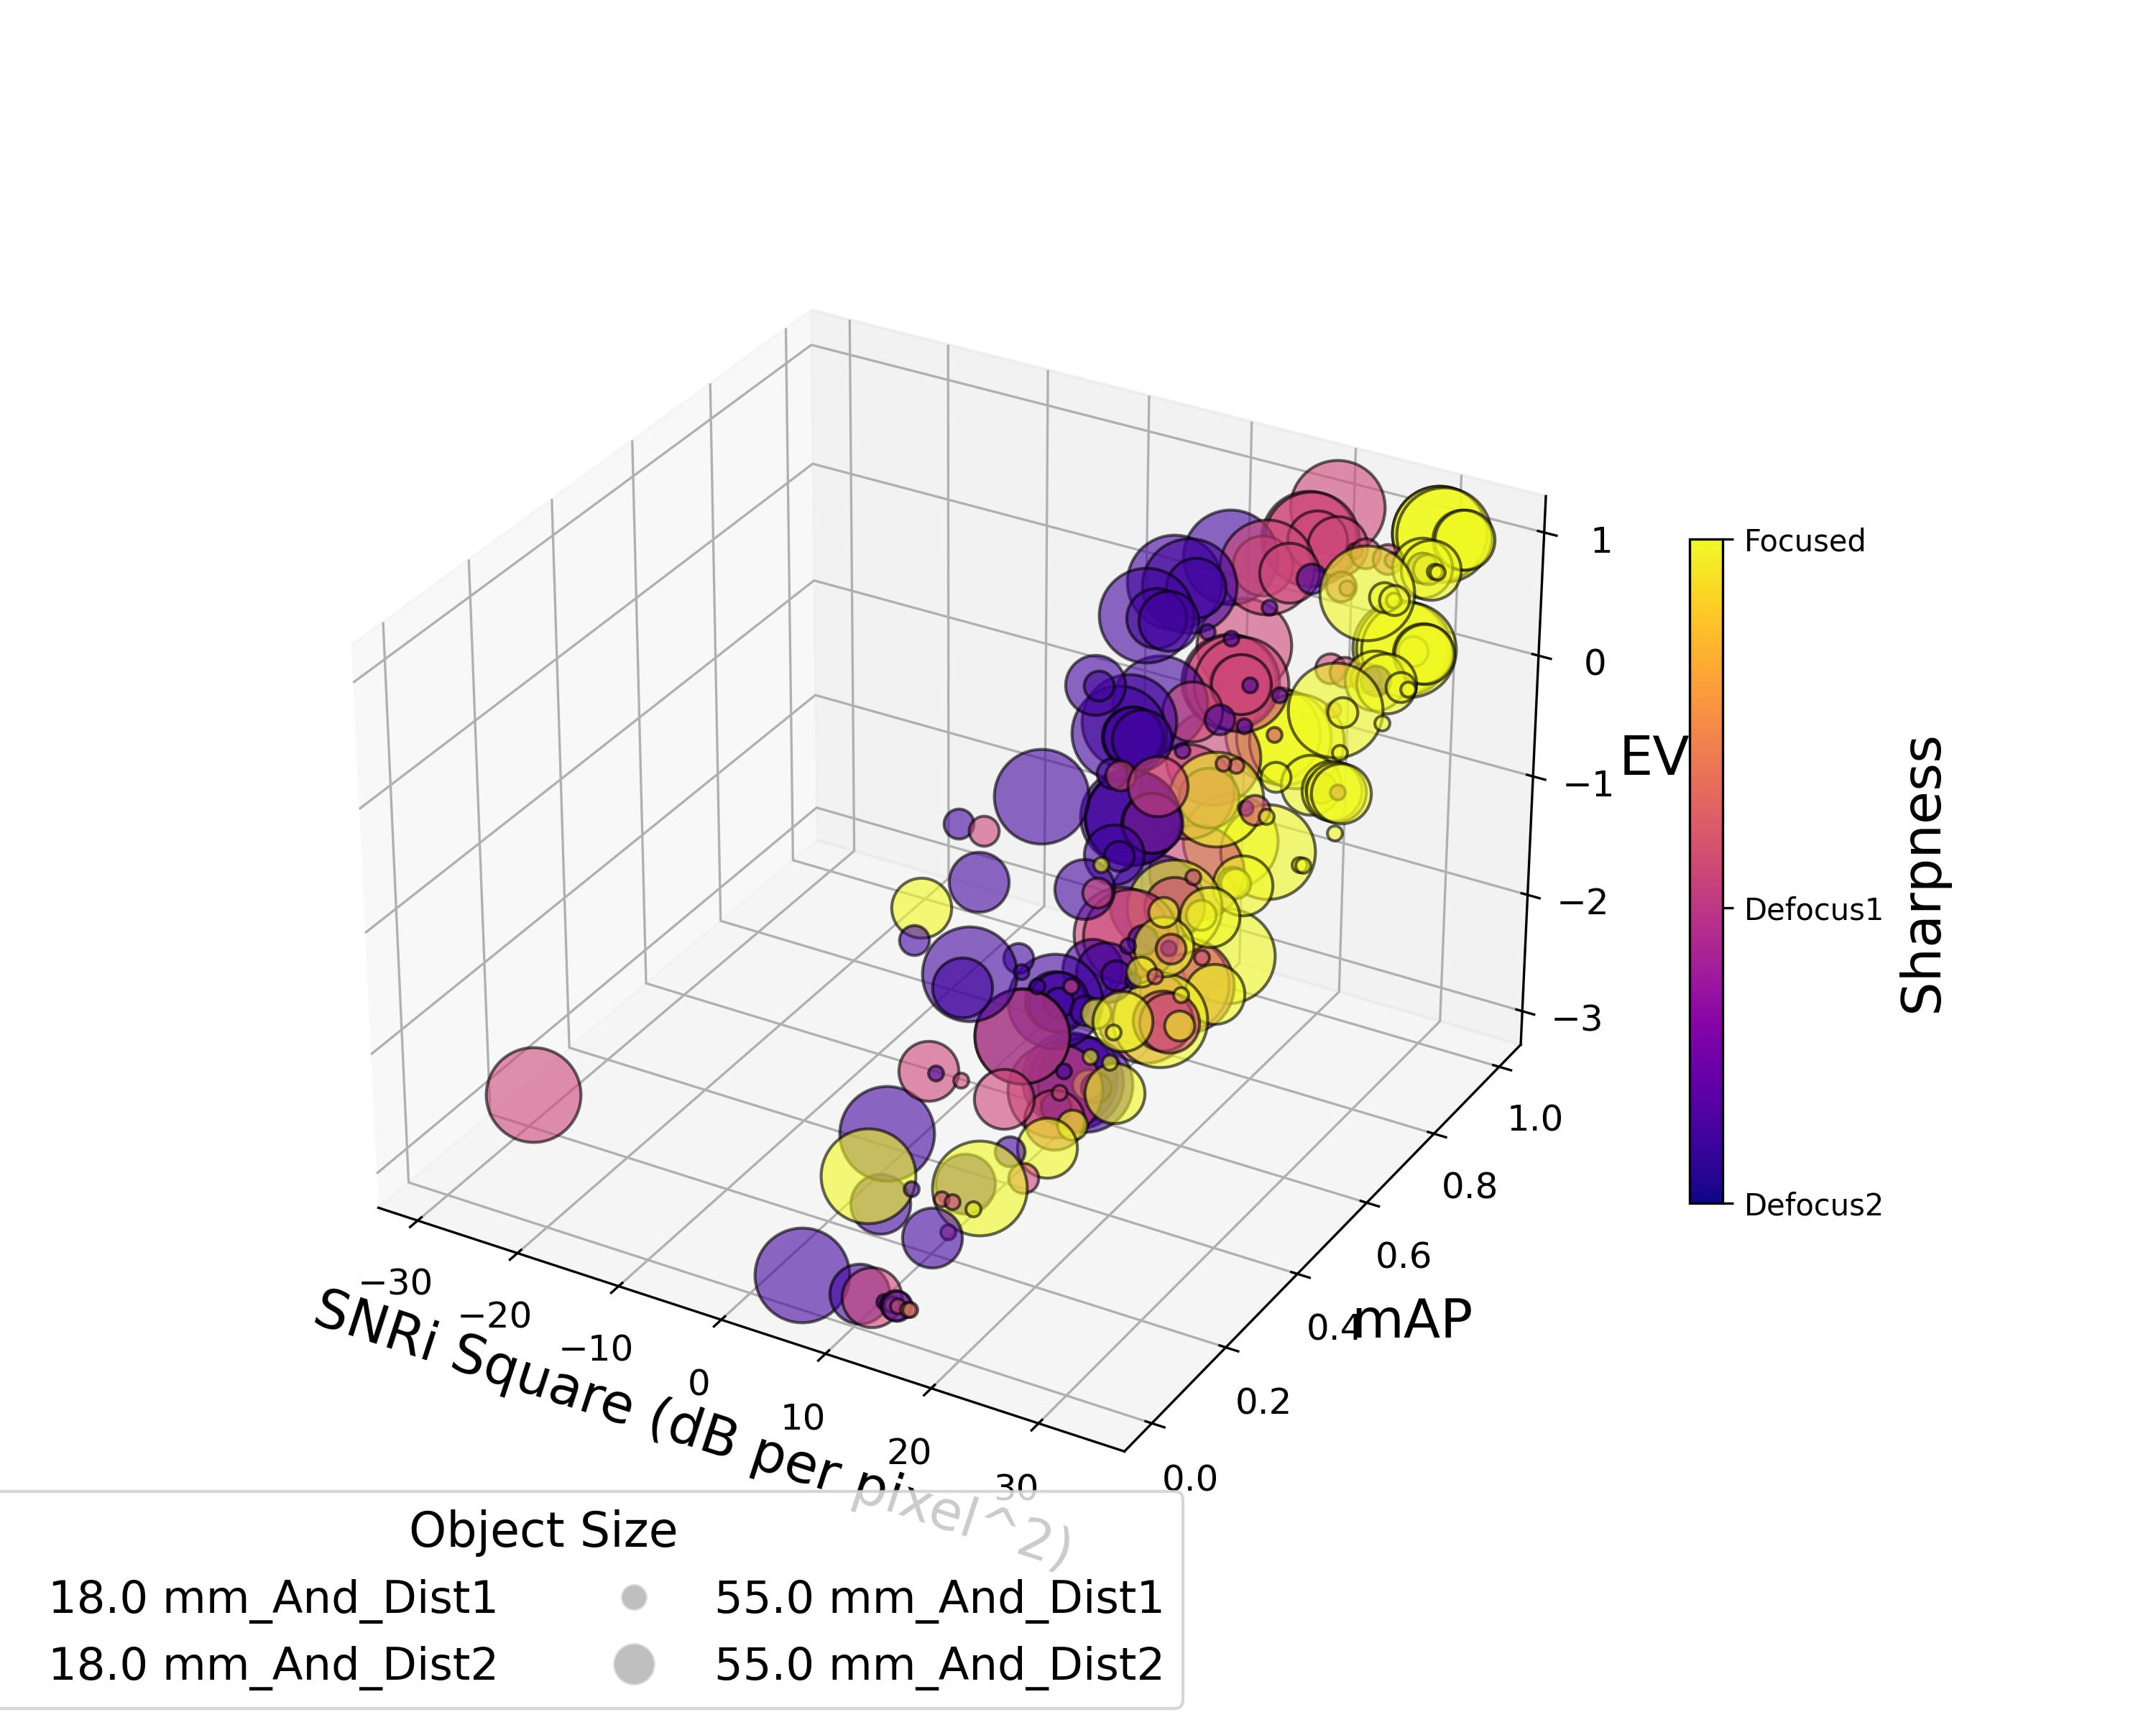 1
0
−1
−2
−3
EV
Focused
Defocus1
Defocus2
Sharpness
1.0
0.8
0.6
0.4
0.2
0.0
mAP
−30
−20
−10
0
10
20
30
SNRi Square (dB per pixel^2)
Object Size
18.0 mm_And_Dist1
55.0 mm_And_Dist1
18.0 mm_And_Dist2
55.0 mm_And_Dist2